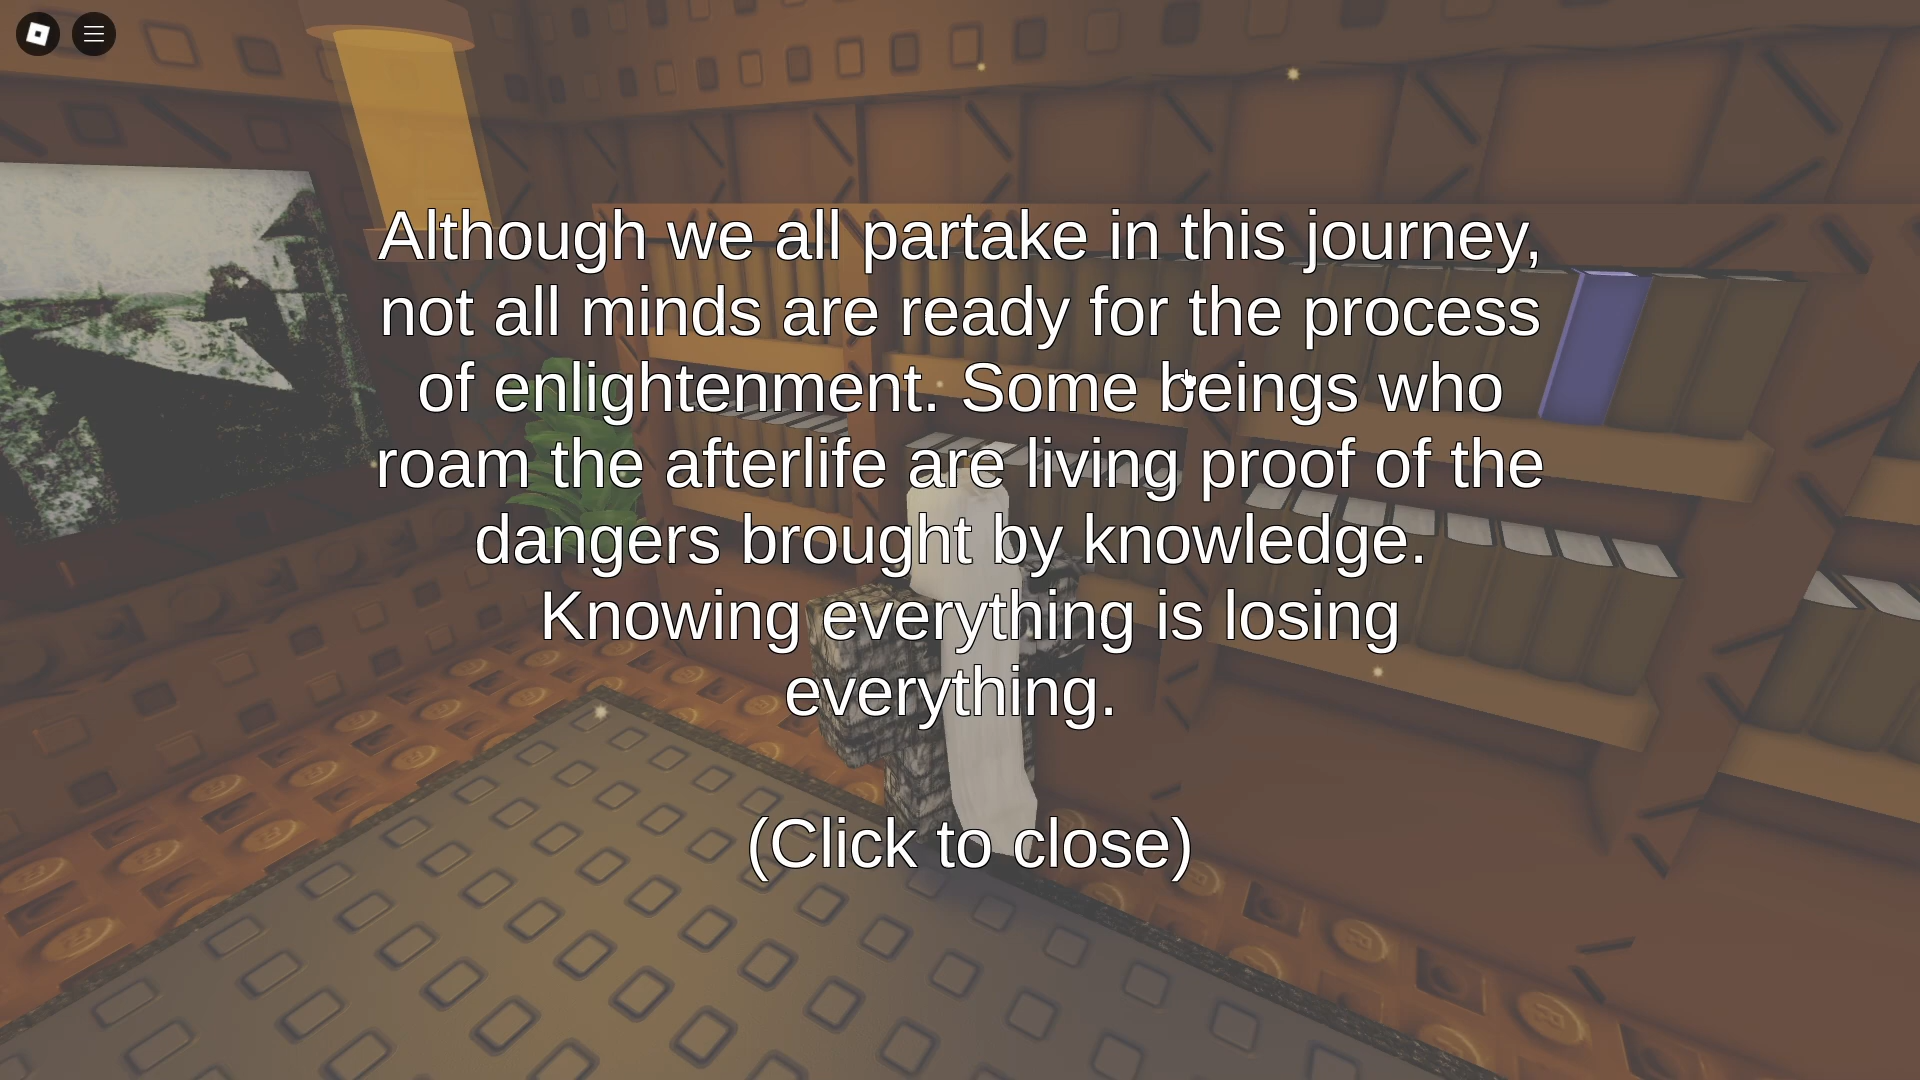 Although we all partake in this journey,
not all minds are ready for the process
of enlightenment. Some beings who
roam the afterlife are living proof of the
dangers brought by knowledge.
Knowing everything is losing
everything.
(Click to close)